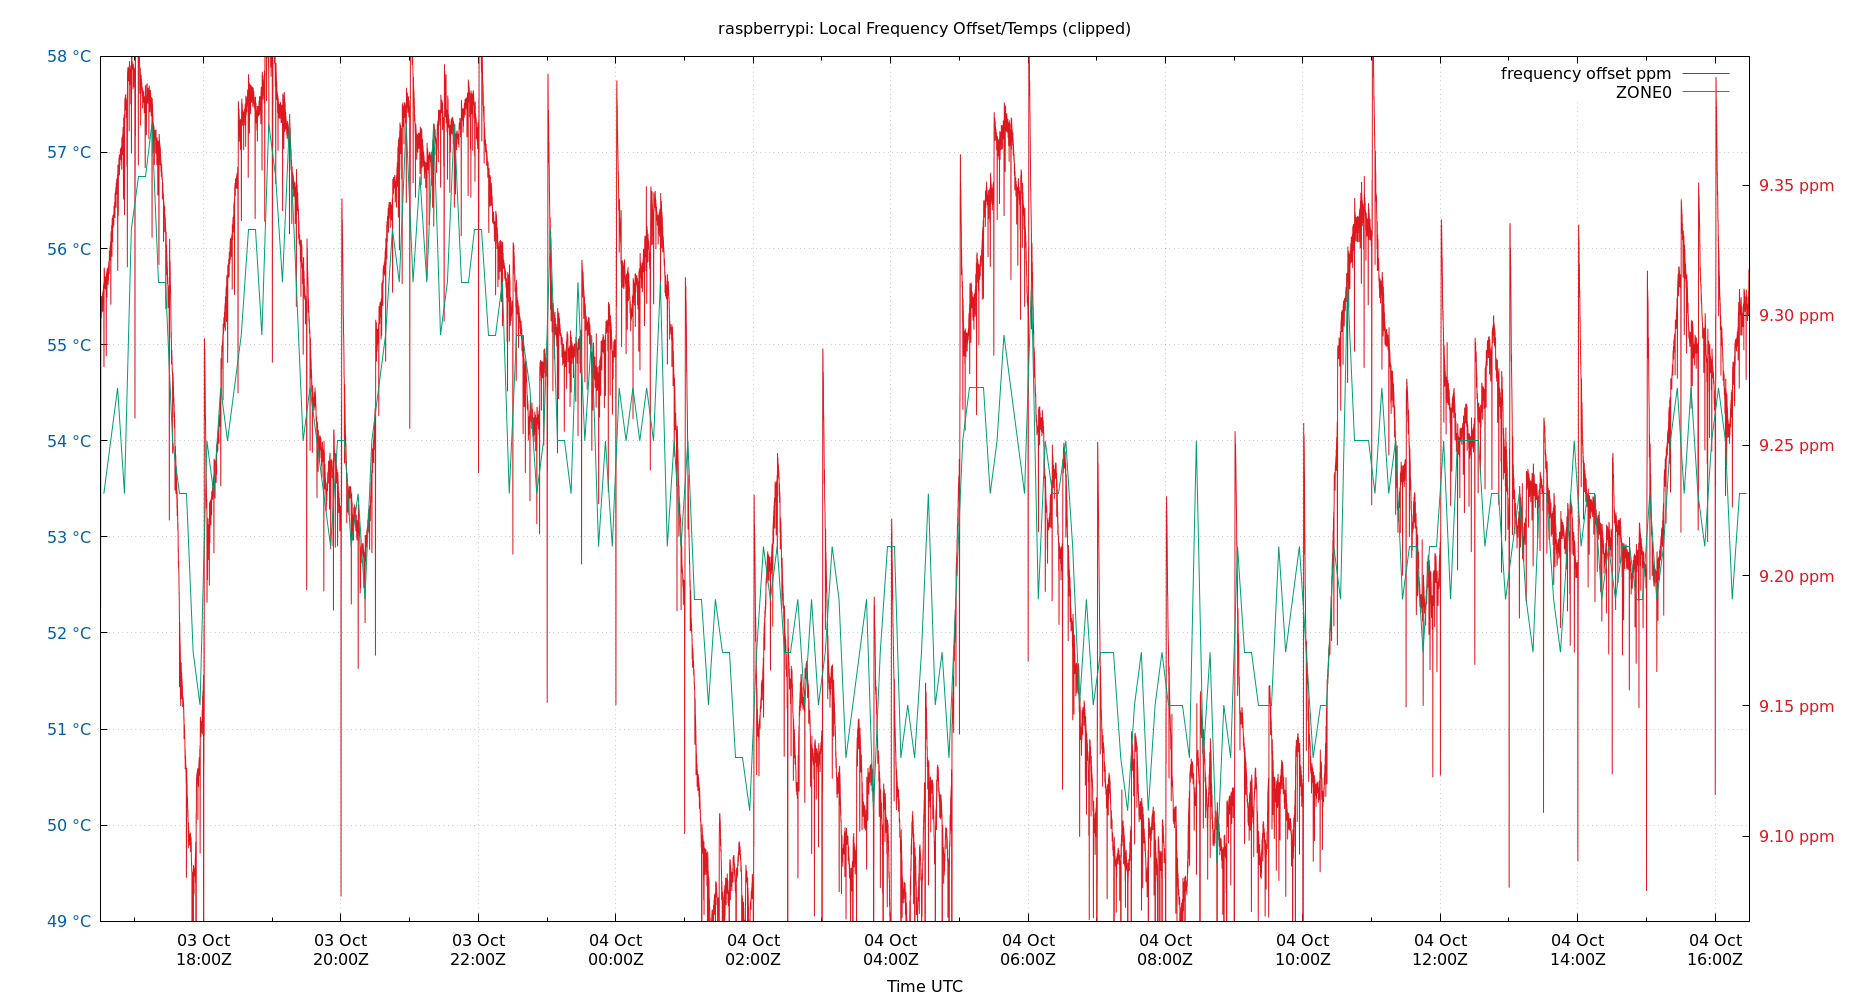 raspberrypi: Local Frequency Offset/Temps (clipped)
58 °C
57 °C
56 °C
55 °C
54 °C
53 °C
52 °C
51 °C
50 °C
49 °C
frequency offset ppm
ZONE0
9.35 ppm
9.30 ppm
9.25 ppm
9.20 ppm
9.15 ppm
9.10 ppm
03 Oct
18:00Z
03 Oct
20:00Z
03 Oct
22:00Z
04 Oct
00:00Z
04 Oct
02:00Z
04 Oct
04:00Z
04 Oct
06:00Z
04 Oct
08:00Z
04 Oct
10:00Z
04 Oct
12:00Z
04 Oct
14:00Z
04 Oct
16:00Z
Time UTC